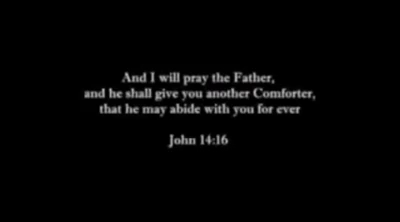 And I will pray the Father,
and he shall give you another Comforter,
that he may abide with you for ever
John 14:16